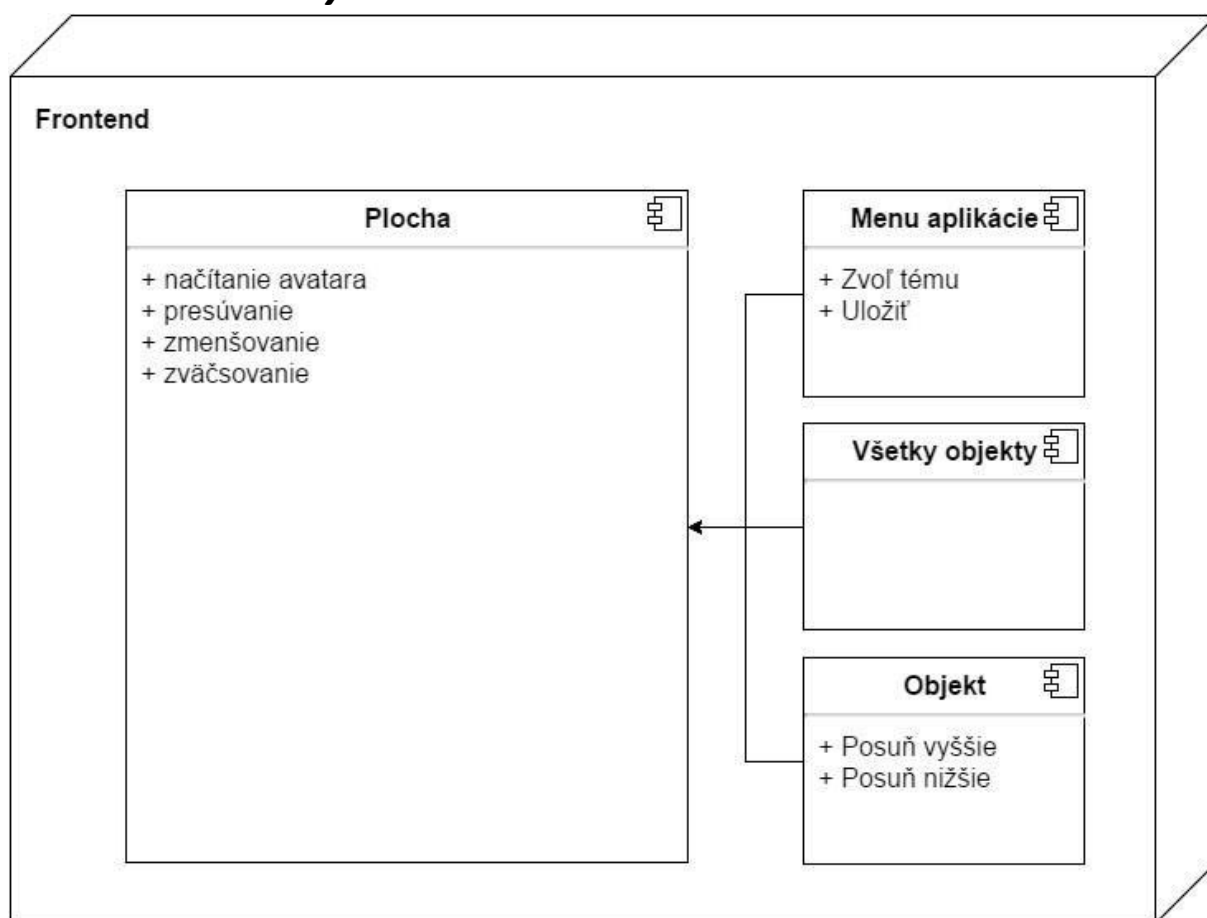 Frontend
Plocha
+ načítanie avatara
+ presúvanie
+ zmenšovanie
+ zväčsovanie
Menu aplikácie
+ Zvoľ tému
+ Uložiť
Všetky objekty
Objekt
+ Posuň vyššie
+ Posuň nižšie